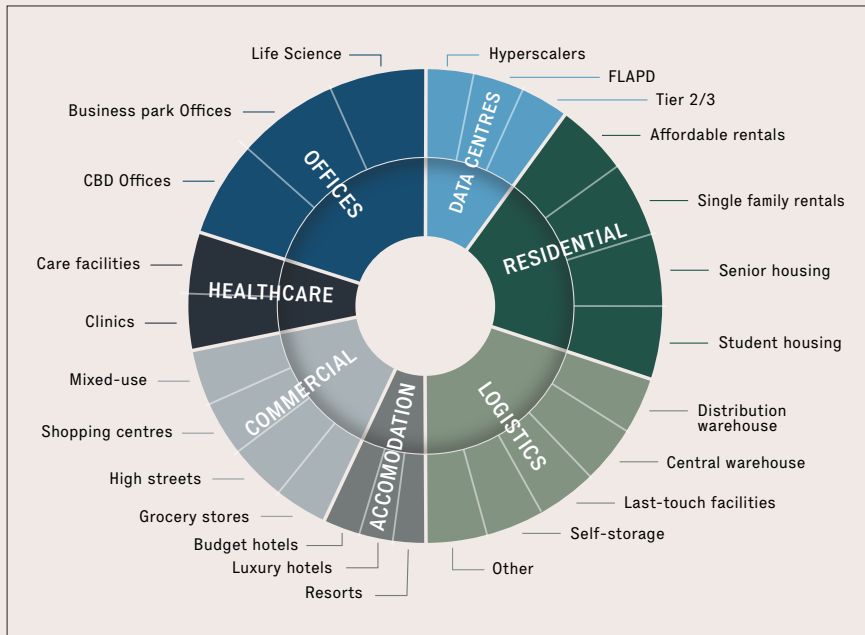 Life Science
Hyperscalers
FLAPD
Tier 2/3
Business park Offices
Affordable rentals
CBD Offices
Single family rentals
Care facilities
Senior housing
Clinics
Student housing
Mixed-use
Distribution
warehouse
Shopping centres
Central warehouse
High streets
Last-touch facilities
Grocery stores
Self-storage
Budget hotels
Luxury hotels
Other
Resorts
OFFICES
DATA CENTRES
RESIDENTIAL
HEALTHCARE
COMMERCIAL
ACCOMODATION
LOGISTICS